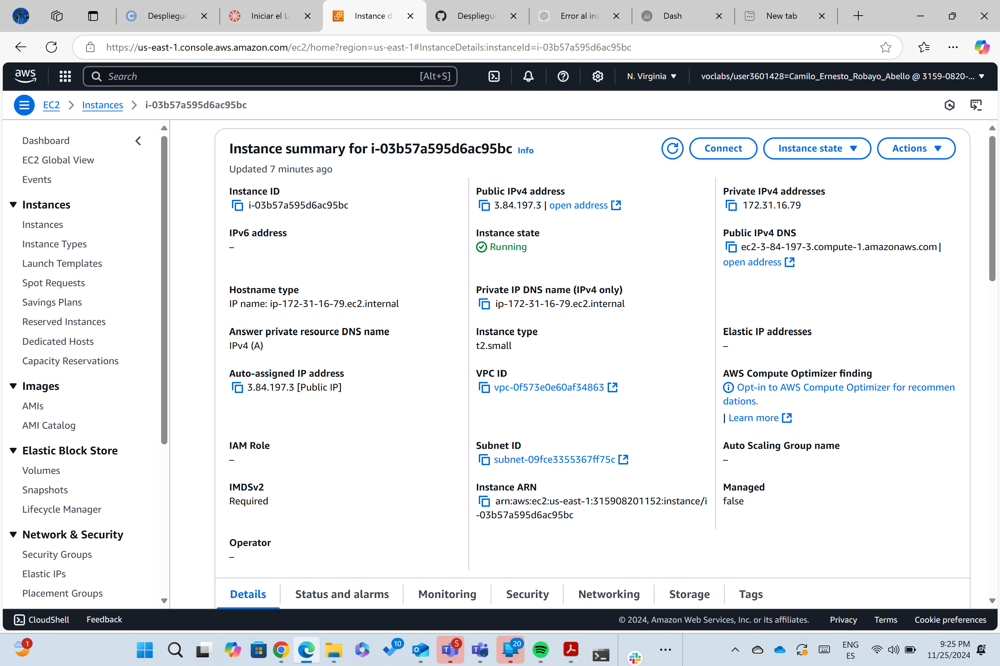 Despliegue
Iniciar el La
Instance d
Despliegue
Error al ins
Dash
New tab
https://us-east-1.console.aws.amazon.com/ec2/home?region=us-east-1#InstanceDetails:instanceId=i-03b57a595d6ac95bc
aws
Search
[Alt+S]
N. Virginia
voclabs/user3601428=Camilo_Ernesto_Robayo_Abello @ 3159-0820-...
EC2
Instances
i-03b57a595d6ac95bc
Dashboard
EC2 Global View
Events
Instances
Instances
Instance Types
Launch Templates
Spot Requests
Savings Plans
Reserved Instances
Dedicated Hosts
Capacity Reservations
Images
AMIs
AMI Catalog
Elastic Block Store
Volumes
Snapshots
Lifecycle Manager
Network & Security
Security Groups
Elastic IPs
Placement Groups
Instance summary for i-03b57a595d6ac95bc Info
Updated 7 minutes ago
Connect
Instance state
Actions
Instance ID
i-03b57a595d6ac95bc
Public IPv4 address
3.84.197.3 | open address
Private IPv4 addresses
172.31.16.79
IPv6 address
–
Instance state
Running
Public IPv4 DNS
ec2-3-84-197-3.compute-1.amazonaws.com |
open address
Hostname type
IP name: ip-172-31-16-79.ec2.internal
Private IP DNS name (IPv4 only)
ip-172-31-16-79.ec2.internal
Answer private resource DNS name
IPv4 (A)
Instance type
t2.small
Elastic IP addresses
–
Auto-assigned IP address
3.84.197.3 [Public IP]
VPC ID
vpc-0f573e0e60af34863
AWS Compute Optimizer finding
Opt-in to AWS Compute Optimizer for recommen
dations.
| Learn more
IAM Role
–
Subnet ID
subnet-09fce3355367ff75c
Auto Scaling Group name
–
IMDSv2
Required
Instance ARN
arn:aws:ec2:us-east-1:315908201152:instance/i
-03b57a595d6ac95bc
Managed
false
Operator
–
Details
Status and alarms
Monitoring
Security
Networking
Storage
Tags
CloudShell
Feedback
© 2024, Amazon Web Services, Inc. or its affiliates.
Privacy
Terms
Cookie preferences
1
10
5
20
ENG
ES
9:25 PM
11/25/2024